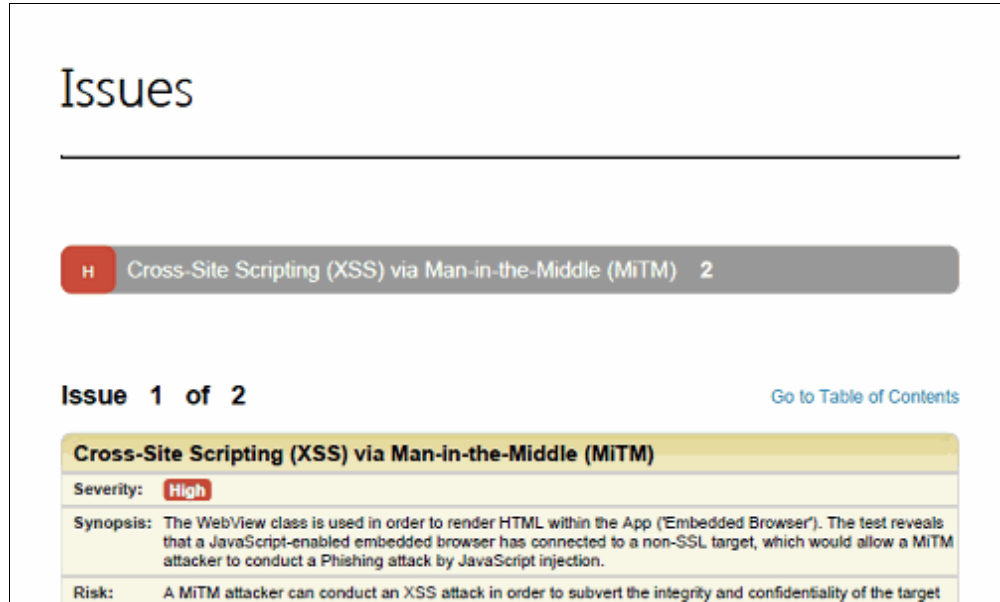 Issues
H Cross-Site Scripting (XSS) via Man-in-the-Middle (MiTM) 2
Issue 1 of 2 Go to Table of Contents
Cross-Site Scripting (XSS) via Man-in-the-Middle (MiTM)
Severity: High
Synopsis: The WebView class is used in order to render HTML within the App ('Embedded Browser'). The test reveals
that a JavaScript-enabled embedded browser has connected to a non-SSL target, which would allow a MiTM
attacker to conduct a Phishing attack by JavaScript injection.
Risk: A MiTM attacker can conduct an XSS attack in order to subvert the integrity and confidentiality of the target